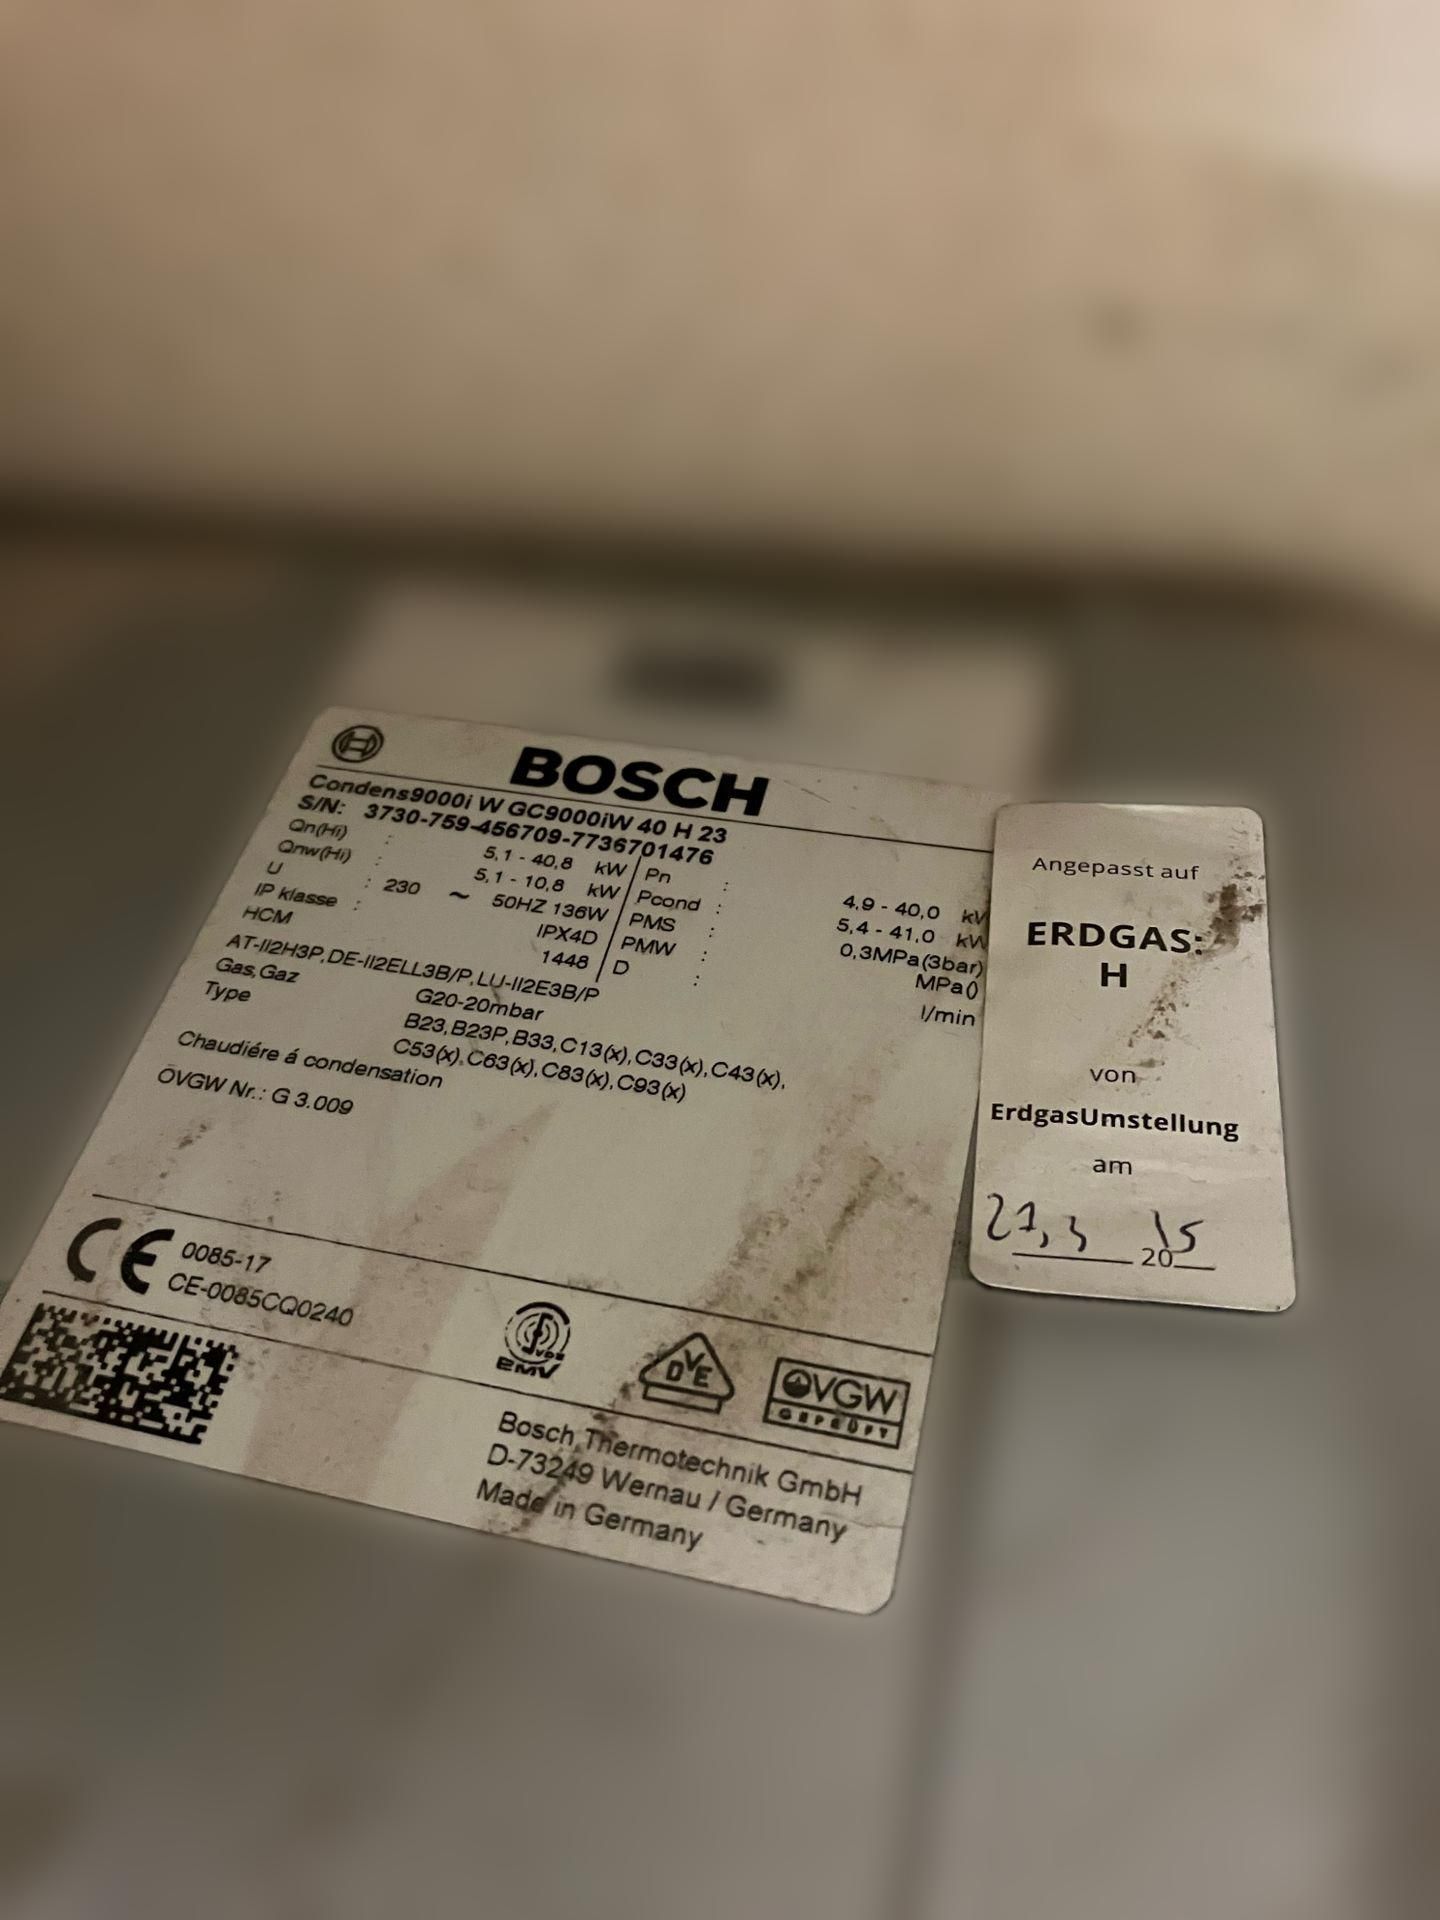 BOSCH
Condens9000i W GC9000iW 40 H 23
S/N: 3730-759-456709-7736701476
Qn(Hi) : 5,1 - 40,8 kW
Qnw(Hi) : 5,1 - 10,8 kW
U : 230 ~ 50HZ 136W
IP klasse : IPX4D
HCM 1448
Pn : 4,9 - 40,0 kW
Pcond : 5,4 - 41,0 kW
PMS : 0,3MPa(3bar)
PMW : MPa()
D : l/min
AT-II2H3P,DE-II2ELL3B/P,LU-II2E3B/P
Gas,Gaz G20-20mbar
Type B23,B23P,B33,C13(x),C33(x),C43(x),
C53(x),C63(x),C83(x),C93(x)
Chaudiére á condensation
ÖVGW Nr.: G 3.009
CE 0085-17
CE-0085CQ0240
VDE
EMV
DVE
ÖVGW
GEPRÜFT
Bosch Thermotechnik GmbH
D-73249 Wernau / Germany
Made in Germany
Angepasst auf
ERDGAS:
H
von
ErdgasUmstellung
am
27,3 2015